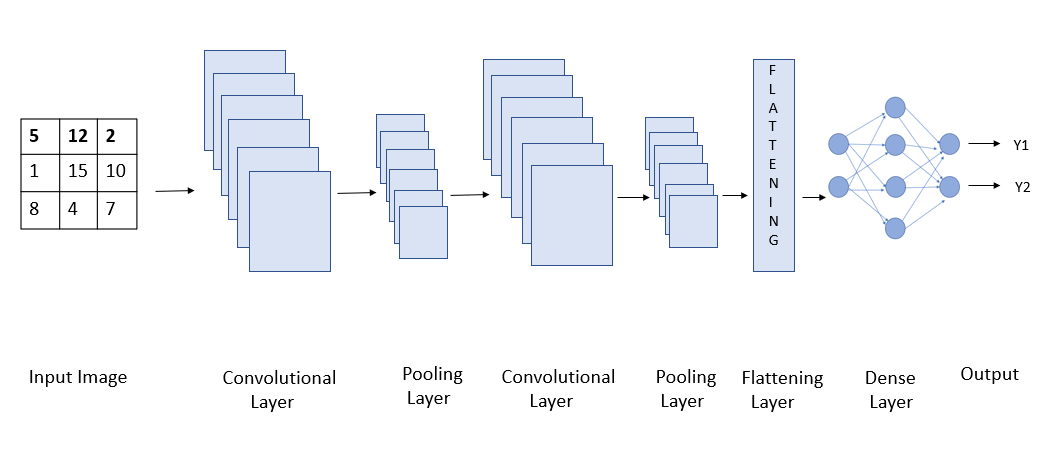 5 12 2
1 15 10
8 4 7
F
L
A
T
T
E
N
I
N
G
Y1
Y2
Input Image
Convolutional
Layer
Pooling
Layer
Convolutional
Layer
Pooling
Layer
Flattening
Layer
Dense
Layer
Output